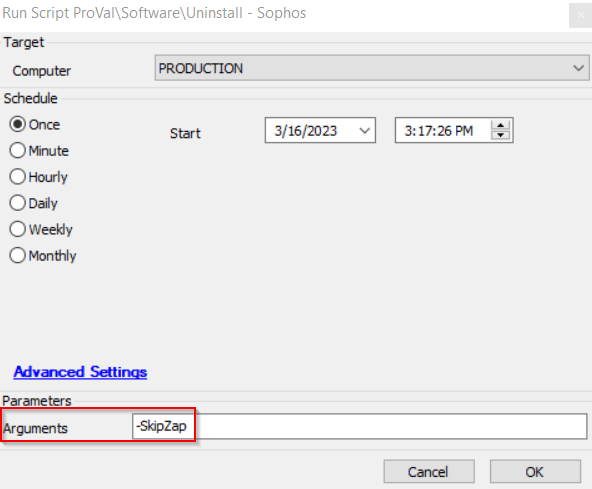 Run Script ProVal\Software\Uninstall - Sophos
Target
Computer PRODUCTION
Schedule
Once
Start 3/16/2023 3:17:26 PM
Minute
Hourly
Daily
Weekly
Monthly
Advanced Settings
Parameters
Arguments -SkipZap
Cancel OK